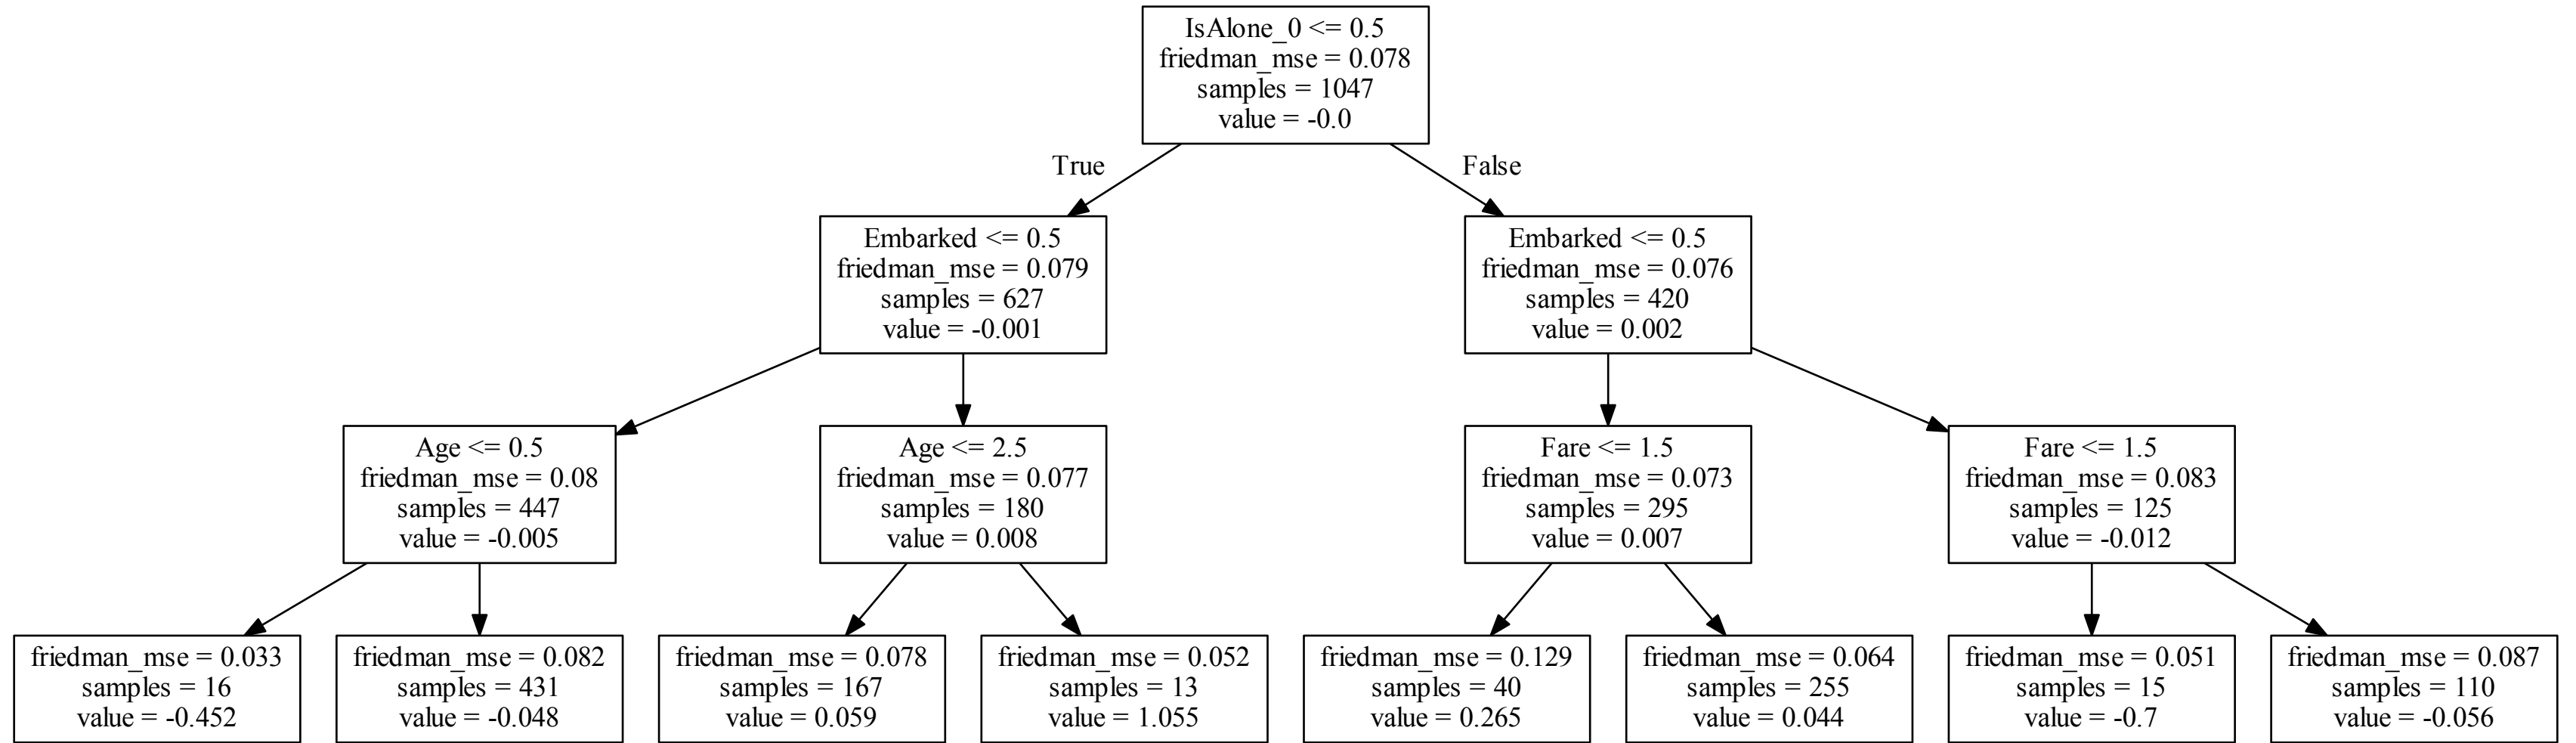 IsAlone_0 <= 0.5
friedman_mse = 0.078
samples = 1047
value = -0.0
True
False
Embarked <= 0.5
friedman_mse = 0.079
samples = 627
value = -0.001
Embarked <= 0.5
friedman_mse = 0.076
samples = 420
value = 0.002
Age <= 0.5
friedman_mse = 0.08
samples = 447
value = -0.005
Age <= 2.5
friedman_mse = 0.077
samples = 180
value = 0.008
Fare <= 1.5
friedman_mse = 0.073
samples = 295
value = 0.007
Fare <= 1.5
friedman_mse = 0.083
samples = 125
value = -0.012
friedman_mse = 0.033
samples = 16
value = -0.452
friedman_mse = 0.082
samples = 431
value = -0.048
friedman_mse = 0.078
samples = 167
value = 0.059
friedman_mse = 0.052
samples = 13
value = 1.055
friedman_mse = 0.129
samples = 40
value = 0.265
friedman_mse = 0.064
samples = 255
value = 0.044
friedman_mse = 0.051
samples = 15
value = -0.7
friedman_mse = 0.087
samples = 110
value = -0.056